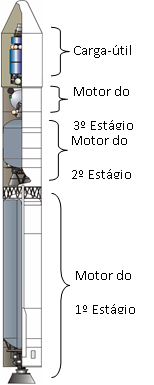 Carga-útil
Motor do
3º Estágio
Motor do
2º Estágio
Motor do
1º Estágio